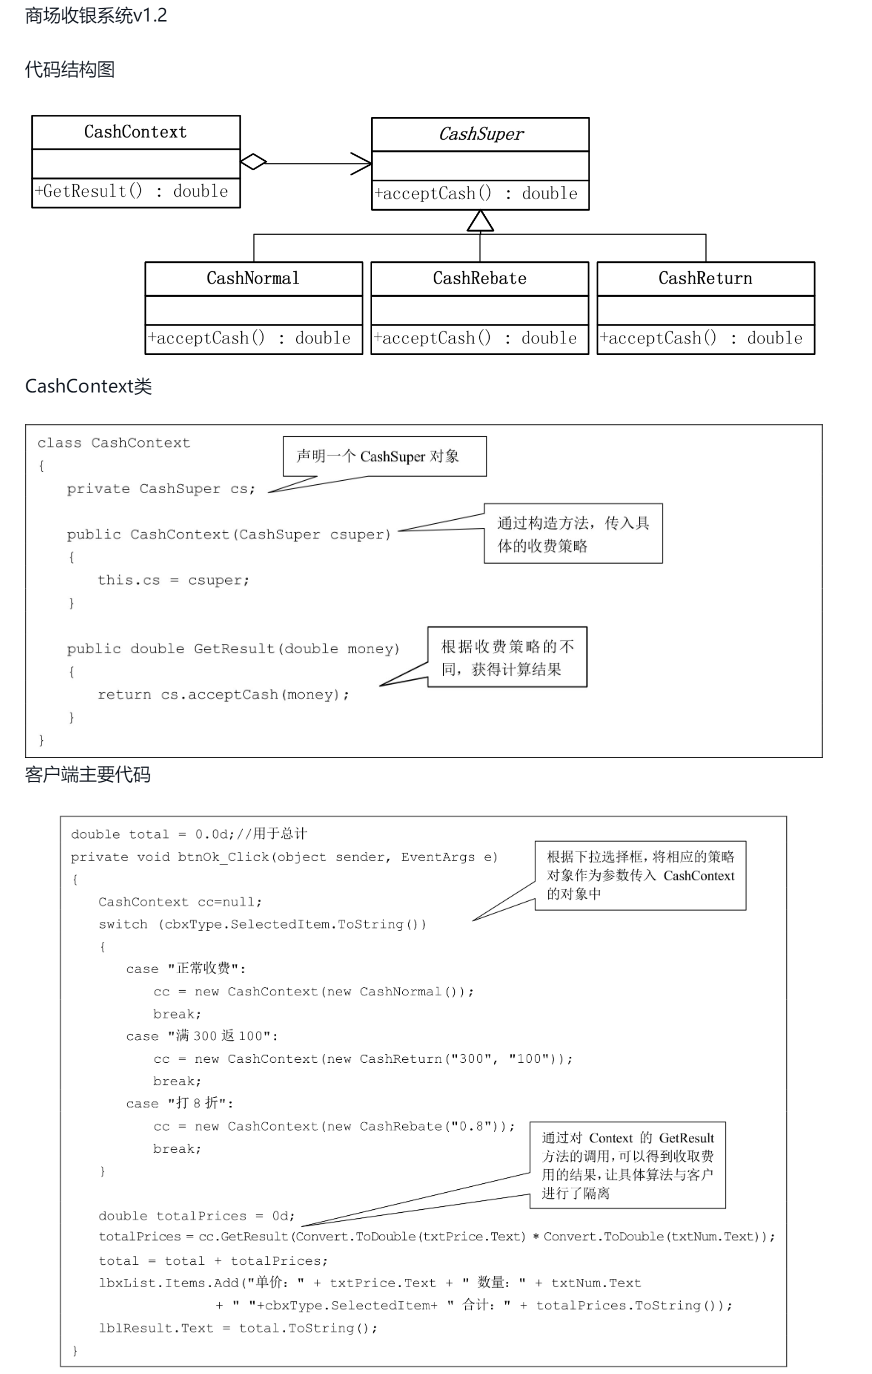 商场收银系统v1.2
代码结构图
CashContext
+GetResult() : double
CashSuper
+acceptCash() : double
CashNormal
+acceptCash() : double
CashRebate
+acceptCash() : double
CashReturn
+acceptCash() : double
CashContext类
class CashContext
{
声明一个 CashSuper 对象
private CashSuper cs;
public CashContext(CashSuper csuper)
通过构造方法，传入具
体的收费策略
{
this.cs = csuper;
}
public double GetResult(double money)
根据收费策略的不
同，获得计算结果
{
return cs.acceptCash(money);
}
}
客户端主要代码
double total = 0.0d;//用于总计
private void btnOk_Click(object sender, EventArgs e)
根据下拉选择框，将相应的策略
对象作为参数传入 CashContext
的对象中
{
CashContext cc=null;
switch (cbxType.SelectedItem.ToString())
{
case "正常收费":
cc = new CashContext(new CashNormal());
break;
case "满 300 返 100":
cc = new CashContext(new CashReturn("300", "100"));
break;
case "打 8 折":
cc = new CashContext(new CashRebate("0.8"));
break;
}
通过对 Context 的 GetResult
方法的调用，可以得到收取费
用的结果，让具体算法与客户
进行了隔离
double totalPrices = 0d;
totalPrices = cc.GetResult(Convert.ToDouble(txtPrice.Text) * Convert.ToDouble(txtNum.Text));
total = total + totalPrices;
lbxList.Items.Add("单价：" + txtPrice.Text + " 数量：" + txtNum.Text
+ " "+cbxType.SelectedItem+ " 合计：" + totalPrices.ToString());
lblResult.Text = total.ToString();
}